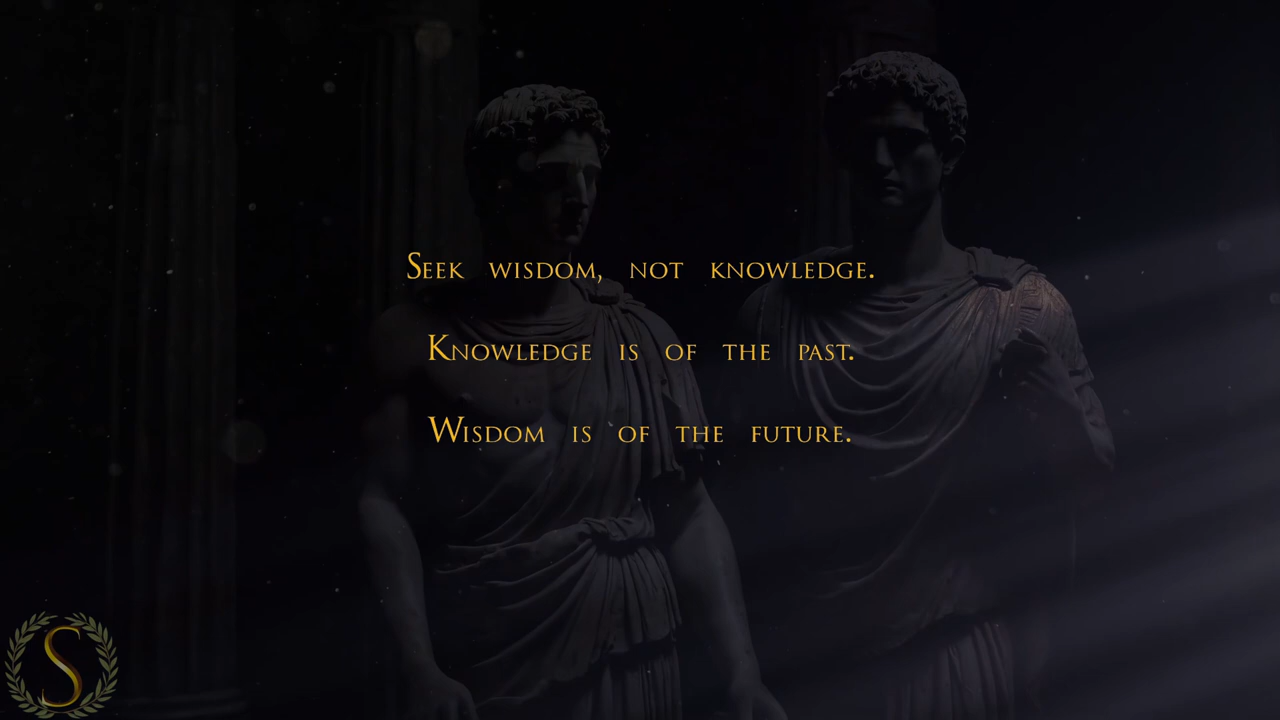 Seek wisdom, not knowledge.
Knowledge is of the past.
Wisdom is of the future.
S